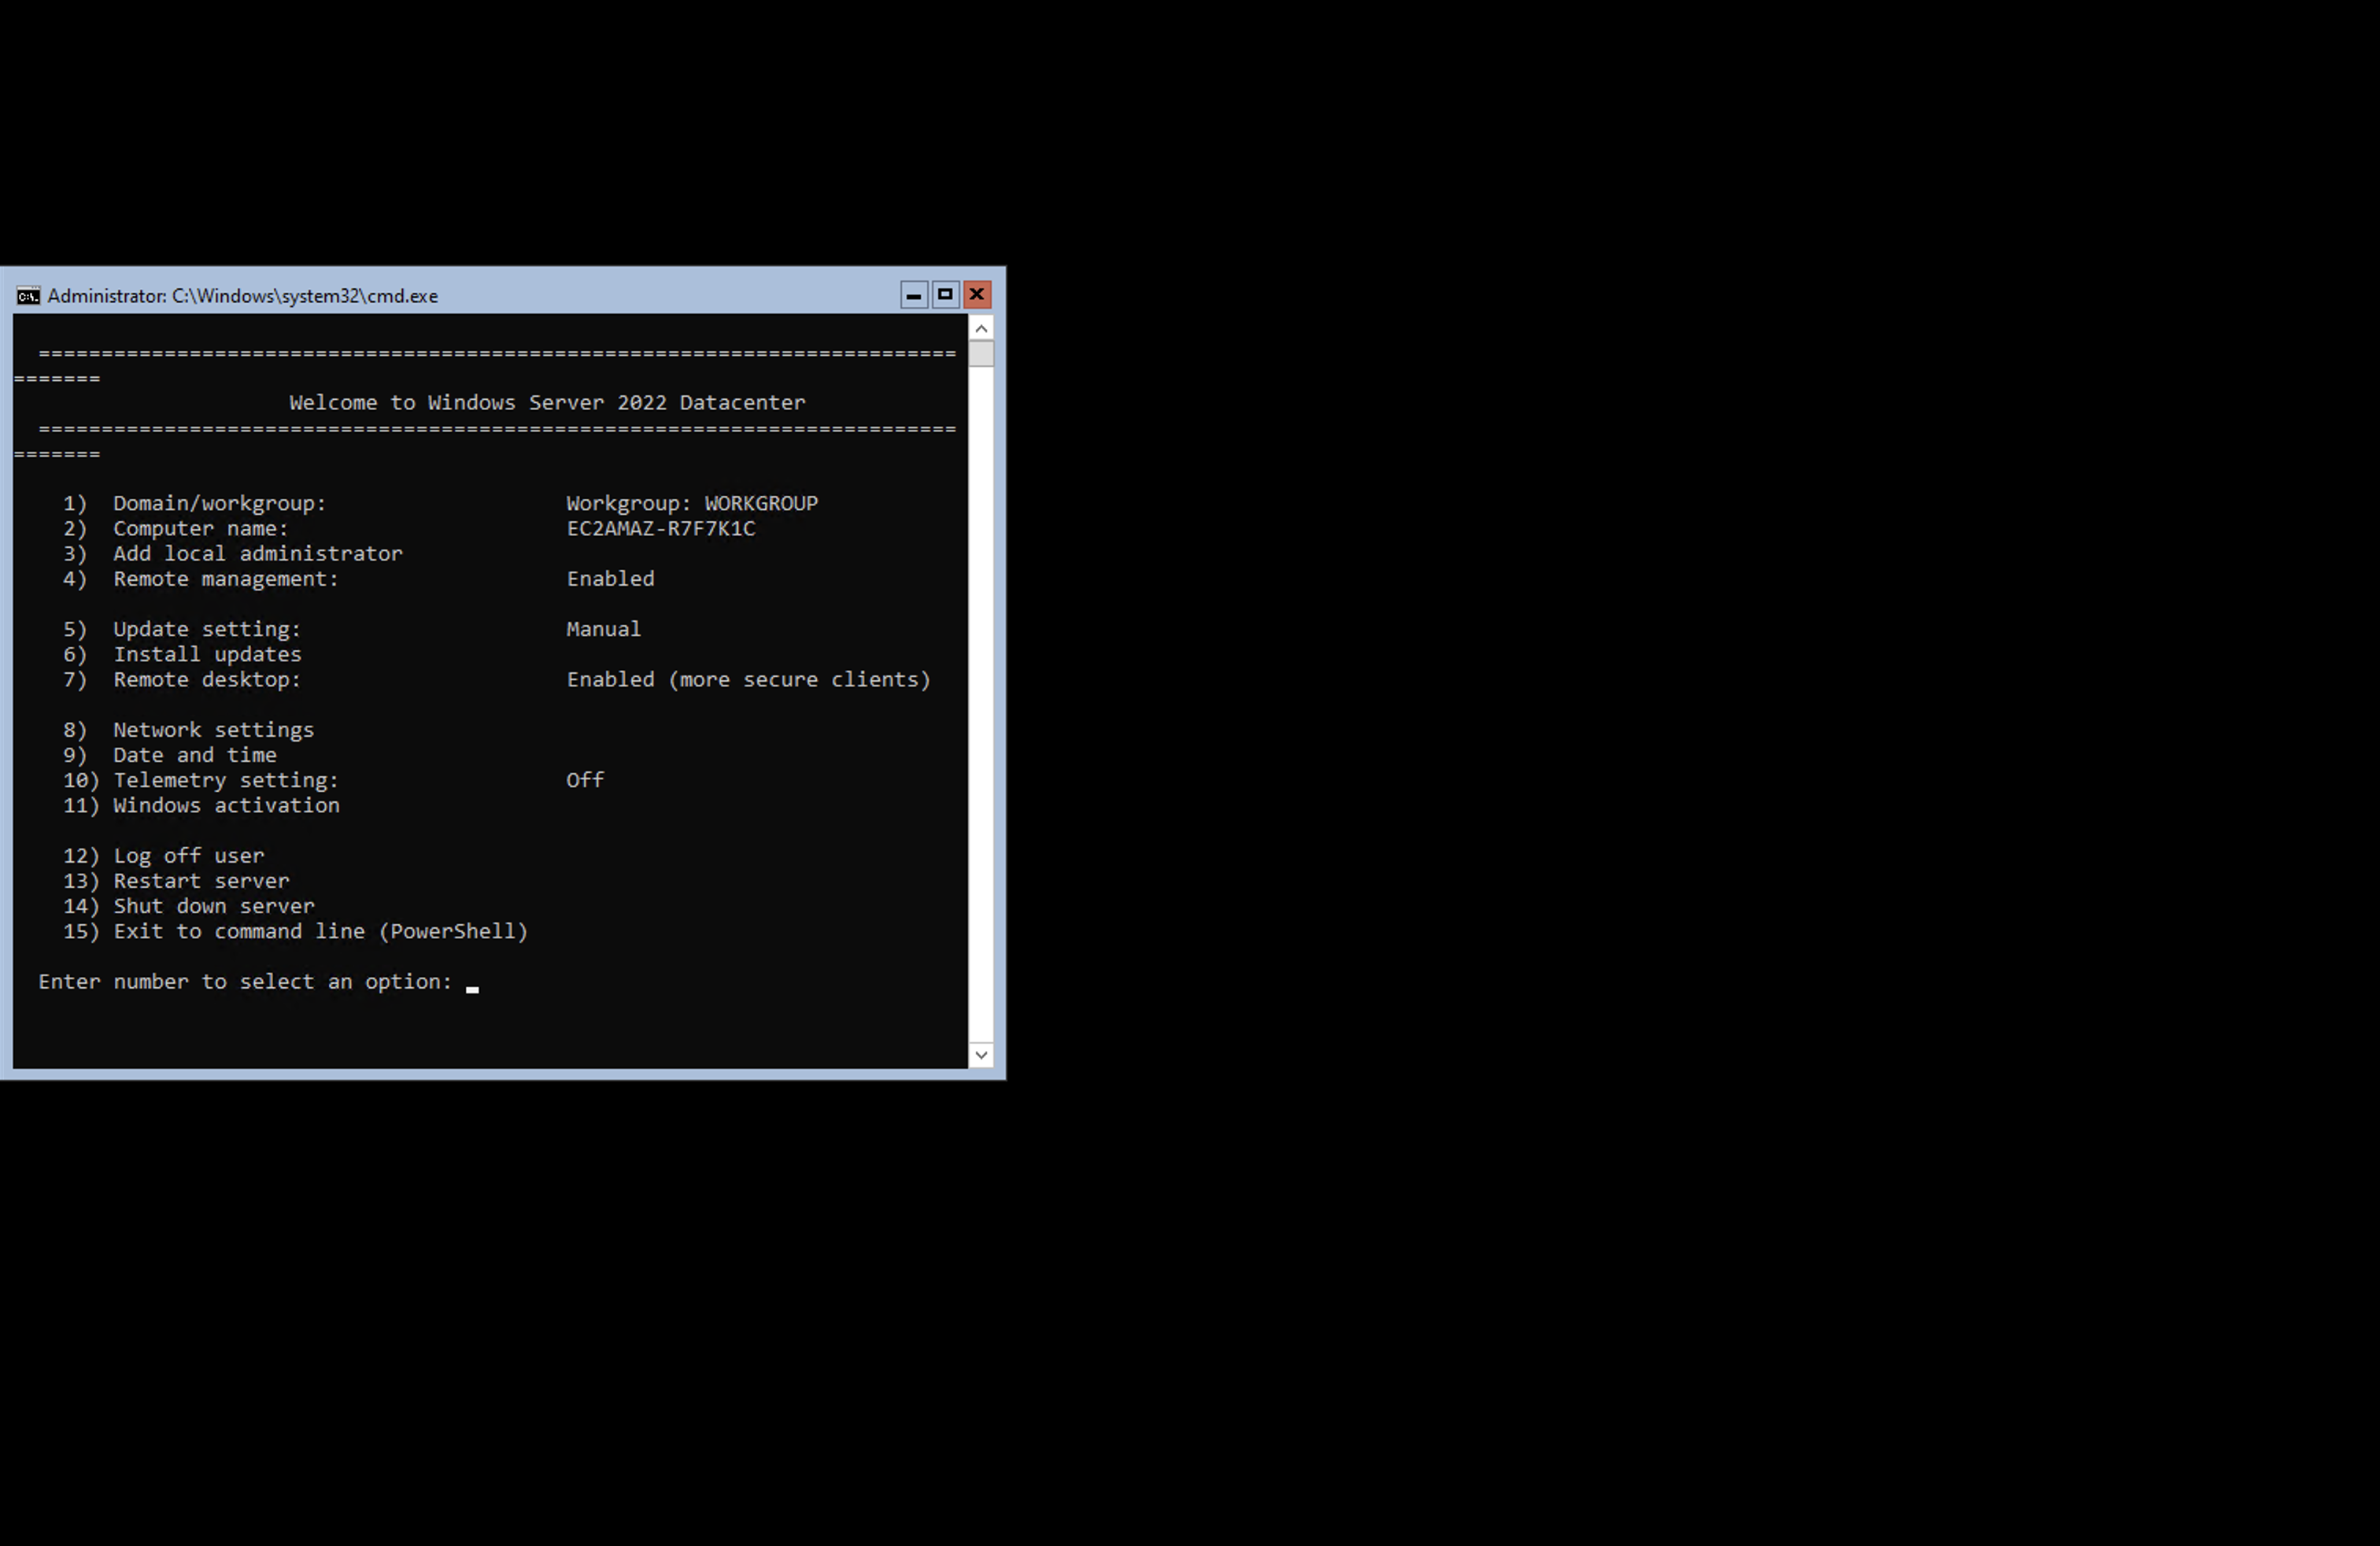 Administrator: C:\Windows\system32\cmd.exe
=========================================================================
=======
Welcome to Windows Server 2022 Datacenter
=========================================================================
=======
1) Domain/workgroup: Workgroup: WORKGROUP
2) Computer name: EC2AMAZ-R7F7K1C
3) Add local administrator
4) Remote management: Enabled
5) Update setting: Manual
6) Install updates
7) Remote desktop: Enabled (more secure clients)
8) Network settings
9) Date and time
10) Telemetry setting: Off
11) Windows activation
12) Log off user
13) Restart server
14) Shut down server
15) Exit to command line (PowerShell)
Enter number to select an option: